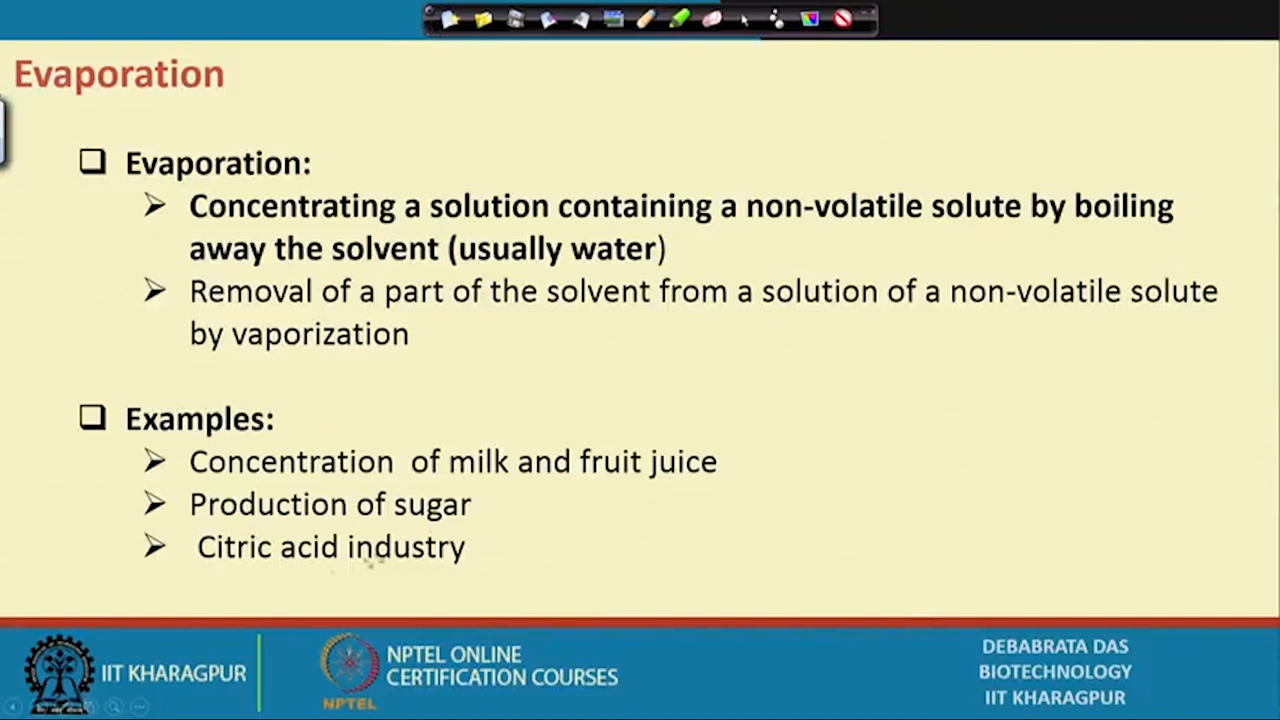 Evaporation
Evaporation:
Concentrating a solution containing a non-volatile solute by boiling
away the solvent (usually water)
Removal of a part of the solvent from a solution of a non-volatile solute
by vaporization
Examples:
Concentration of milk and fruit juice
Production of sugar
Citric acid industry
IIT KHARAGPUR
NPTEL
NPTEL ONLINE
CERTIFICATION COURSES
DEBABRATA DAS
BIOTECHNOLOGY
IIT KHARAGPUR